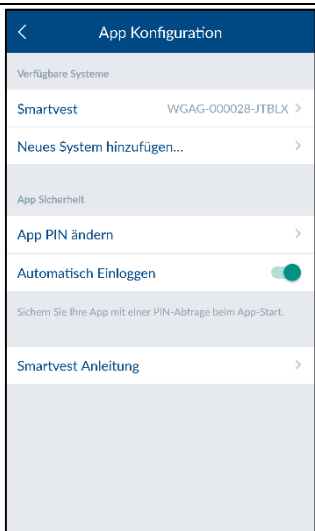 App Konfiguration
Verfügbare Systeme
Smartvest WGAG-000028-JTBLX
Neues System hinzufügen...
App Sicherheit
App PIN ändern
Automatisch Einloggen
Sichern Sie Ihre App mit einer PIN-Abfrage beim App-Start.
Smartvest Anleitung